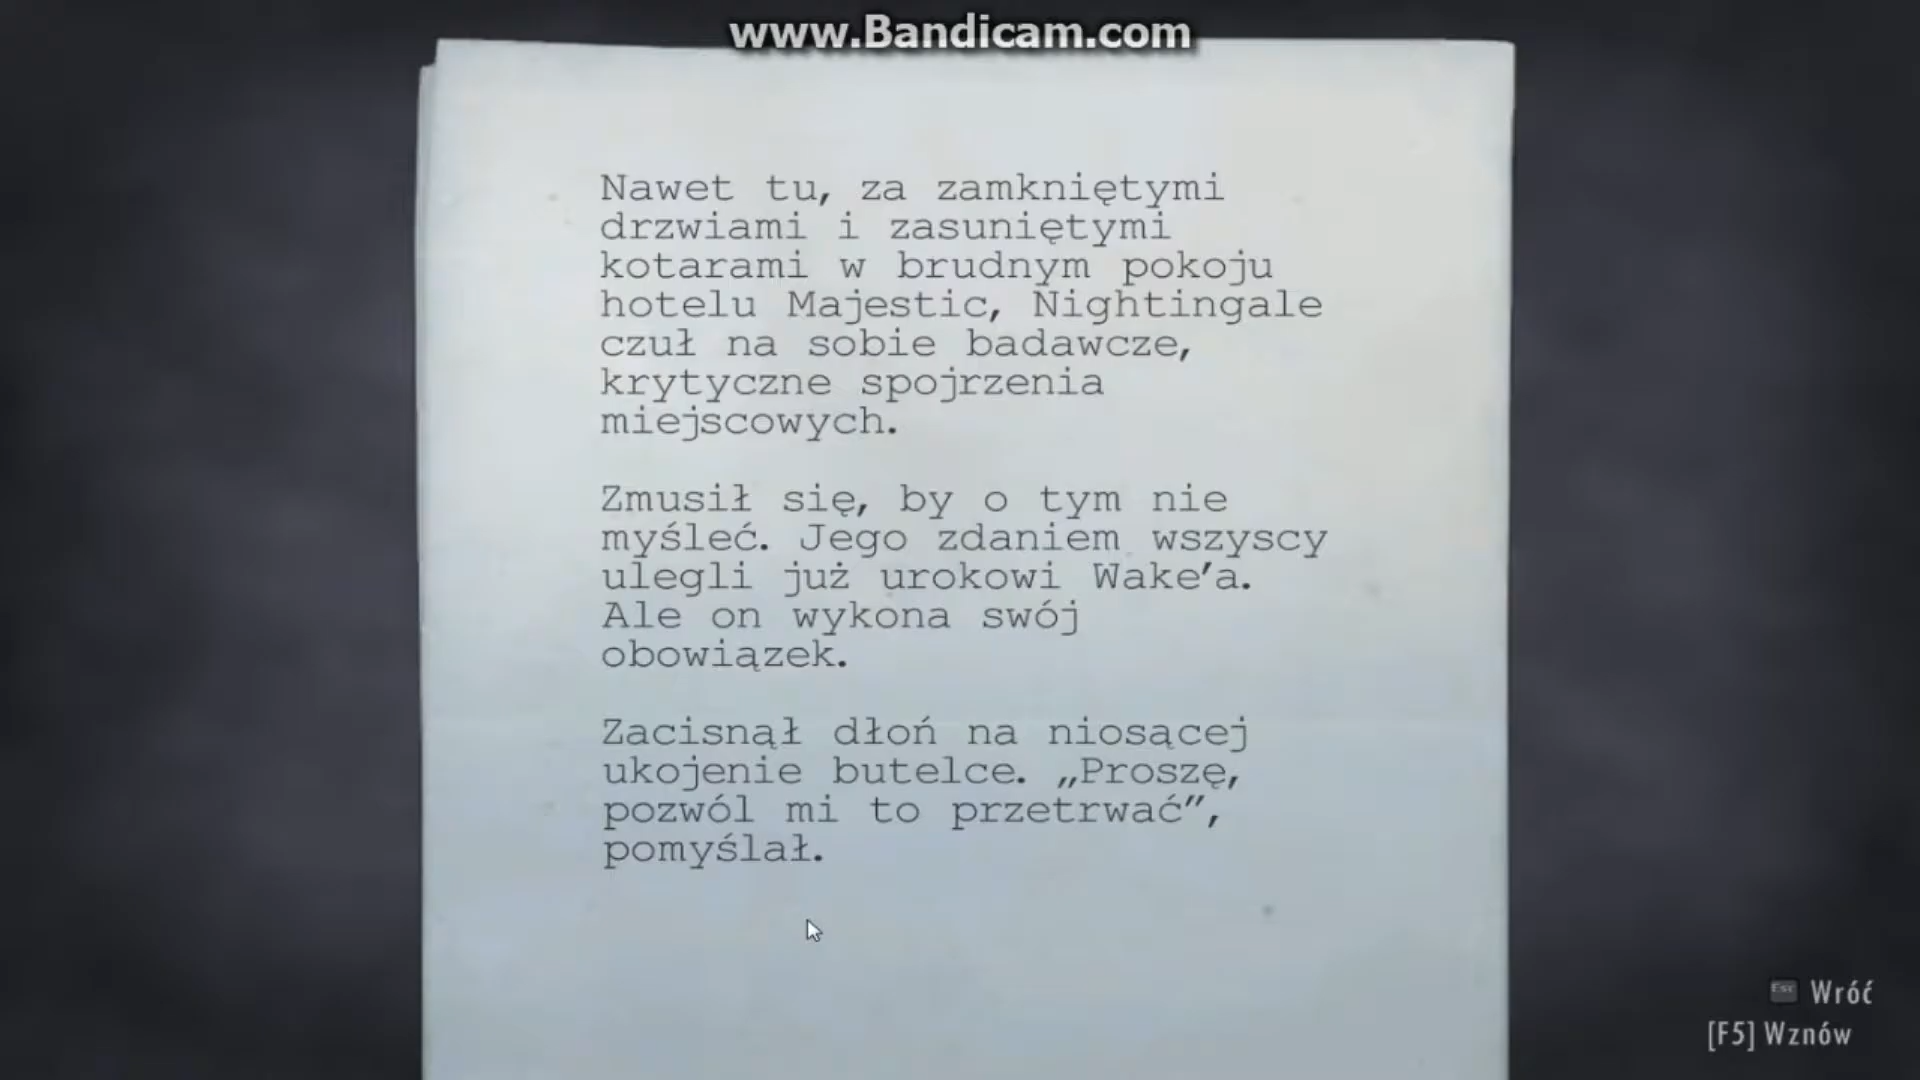 www.Bandicam.com
Nawet tu, za zamkniętymi
drzwiami i zasuniętymi
kotarami w brudnym pokoju
hotelu Majestic, Nightingale
czuł na sobie badawcze,
krytyczne spojrzenia
miejscowych.
Zmusił się, by o tym nie
myśleć. Jego zdaniem wszyscy
ulegli już urokowi Wake’a.
Ale on wykona swój
obowiązek.
Zacisnął dłoń na niosącej
ukojenie butelce. „Proszę,
pozwól mi to przetrwać”,
pomyślał.
Esc Wróć
[F5] Wznów